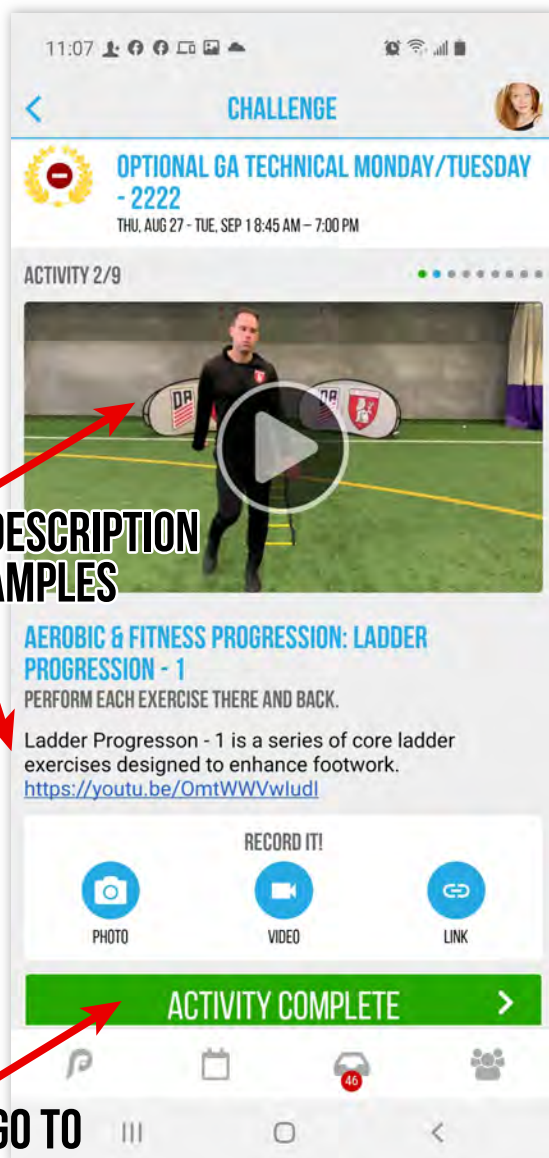 11:07
CHALLENGE
OPTIONAL GA TECHNICAL MONDAY/TUESDAY
- 2222
THU, AUG 27 - TUE, SEP 1 8:45 AM – 7:00 PM
ACTIVITY 2/9
DA
DA
DESCRIPTION
AMPLES
AEROBIC & FITNESS PROGRESSION: LADDER
PROGRESSION - 1
PERFORM EACH EXERCISE THERE AND BACK.
Ladder Progresson - 1 is a series of core ladder
exercises designed to enhance footwork.
https://youtu.be/OmtWWVwludI
RECORD IT!
PHOTO VIDEO LINK
ACTIVITY COMPLETE
46
GO TO